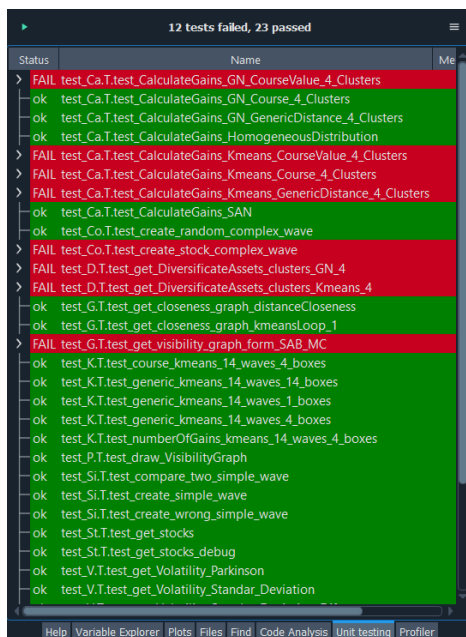 12 tests failed, 23 passed
Status Name Me
FAIL test_Ca.T.test_CalculateGains_GN_CourseValue_4_Clusters
ok test_Ca.T.test_CalculateGains_GN_Course_4_Clusters
ok test_Ca.T.test_CalculateGains_GN_GenericDistance_4_Clusters
ok test_Ca.T.test_CalculateGains_HomogeneousDistribution
FAIL test_Ca.T.test_CalculateGains_Kmeans_CourseValue_4_Clusters
FAIL test_Ca.T.test_CalculateGains_Kmeans_Course_4_Clusters
FAIL test_Ca.T.test_CalculateGains_Kmeans_GenericDistance_4_Clusters
ok test_Ca.T.test_CalculateGains_SAN
ok test_Co.T.test_create_random_complex_wave
FAIL test_Co.T.test_create_stock_complex_wave
FAIL test_D.T.test_get_DiversificateAssets_clusters_GN_4
FAIL test_D.T.test_get_DiversificateAssets_clusters_Kmeans_4
ok test_G.T.test_get_closeness_graph_distanceCloseness
ok test_G.T.test_get_closeness_graph_kmeansLoop_1
FAIL test_G.T.test_get_visibility_graph_form_SAB_MC
ok test_K.T.test_course_kmeans_14_waves_4_boxes
ok test_K.T.test_generic_kmeans_14_waves_14_boxes
ok test_K.T.test_generic_kmeans_14_waves_1_boxes
ok test_K.T.test_generic_kmeans_14_waves_4_boxes
ok test_K.T.test_numberOfGains_kmeans_14_waves_4_boxes
ok test_P.T.test_draw_VisibilityGraph
ok test_Si.T.test_compare_two_simple_wave
ok test_Si.T.test_create_simple_wave
ok test_Si.T.test_create_wrong_simple_wave
ok test_St.T.test_get_stocks
ok test_St.T.test_get_stocks_debug
ok test_V.T.test_get_Volatility_Parkinson
ok test_V.T.test_get_Volatility_Standar_Deviation
Help Variable Explorer Plots Files Find Code Analysis Unit testing Profiler